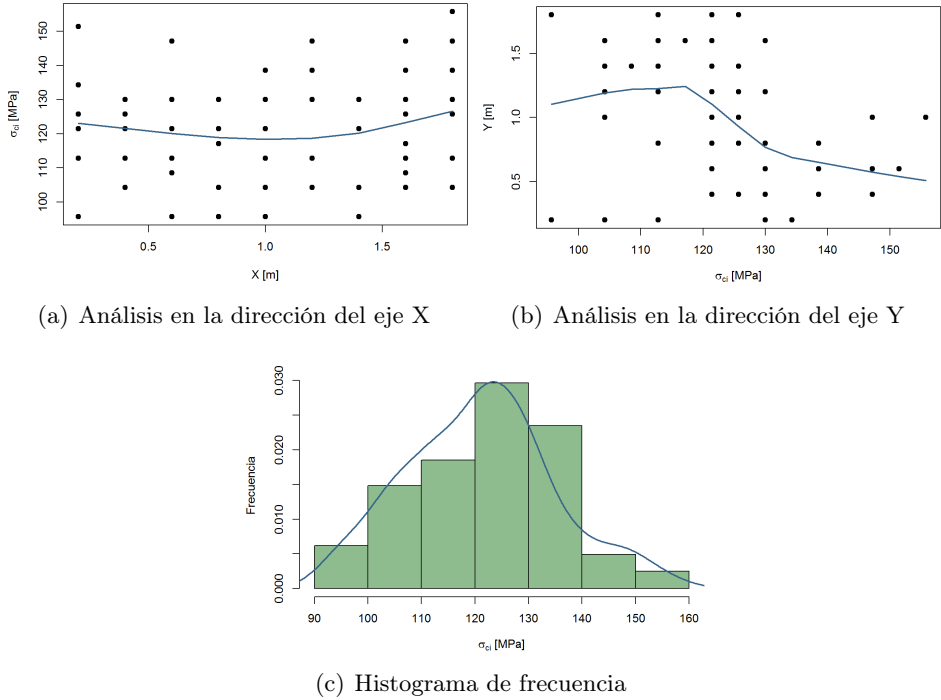 150
140
130
120
110
100
σci [MPa]
0.5 1.0 1.5
X [m]
1.5
1.0
0.5
Y [m]
100 110 120 130 140 150
σci [MPa]
(a) Análisis en la dirección del eje X
(b) Análisis en la dirección del eje Y
0.030
0.020
0.010
0.000
Frecuencia
90 100 110 120 130 140 150 160
σci [MPa]
(c) Histograma de frecuencia